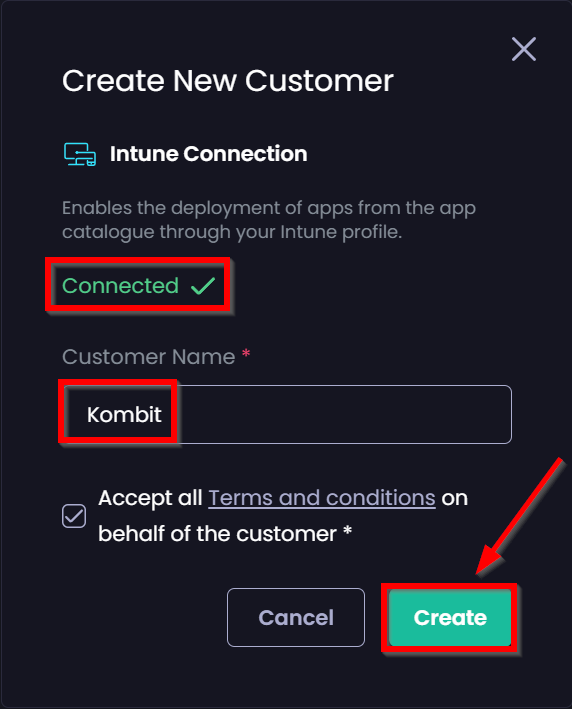 Create New Customer
Intune Connection
Enables the deployment of apps from the app
catalogue through your Intune profile.
Connected
Customer Name *
Kombit
Accept all Terms and conditions on
behalf of the customer *
Cancel
Create